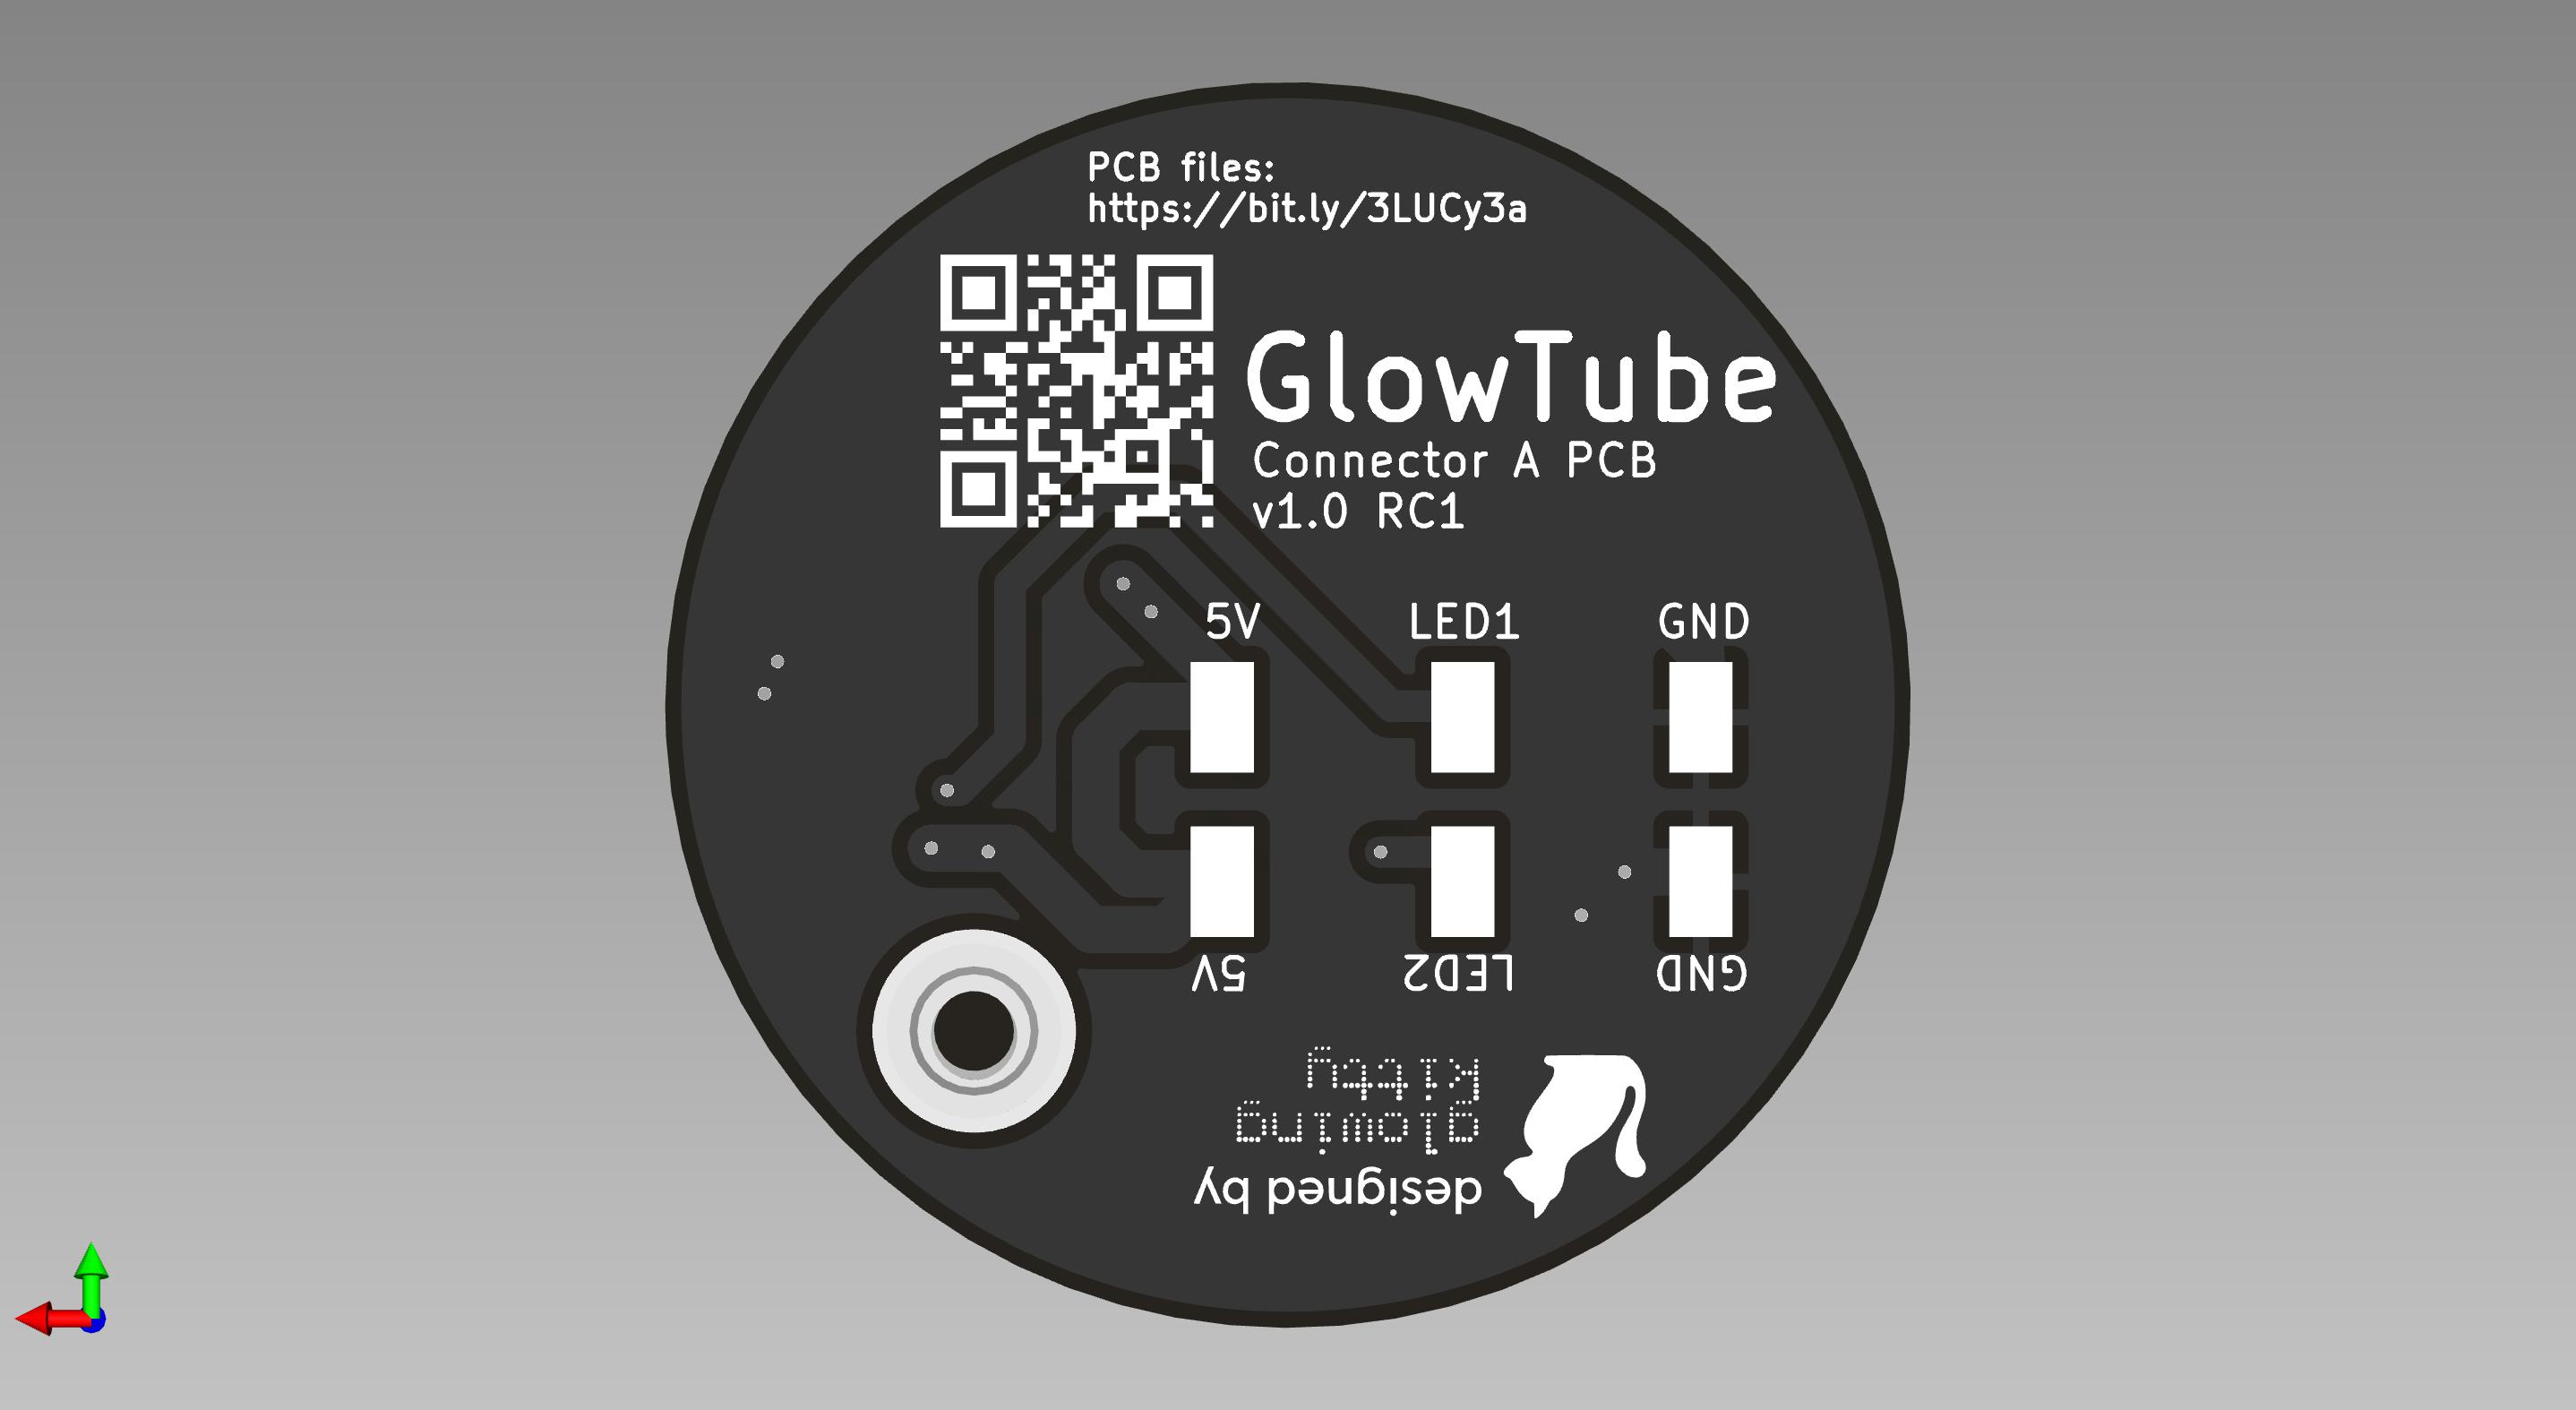 PCB files:
https://bit.ly/3LUCy3a
GlowTube
Connector A PCB
v1.0 RC1
5V LED1 GND
5V LED2 GND
designed by
glowing
kitty